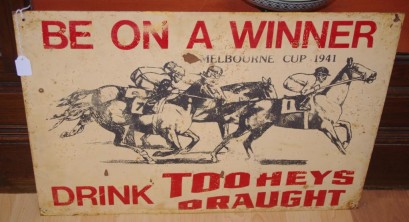 BE ON A WINNER
MELBOURNE CUP 1941
DRINK TOOHEYS
DRAUGHT